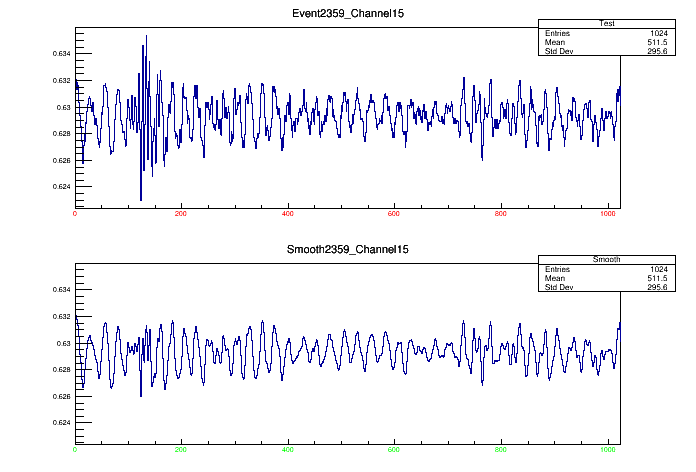 Event2359_Channel15
Test
Entries 1024
Mean 511.5
Std Dev 295.6
0.634
0.632
0.63
0.628
0.626
0.624
0 200 400 600 800 1000
Smooth2359_Channel15
Smooth
Entries 1024
Mean 511.5
Std Dev 295.6
0.634
0.632
0.63
0.628
0.626
0.624
0 200 400 600 800 1000